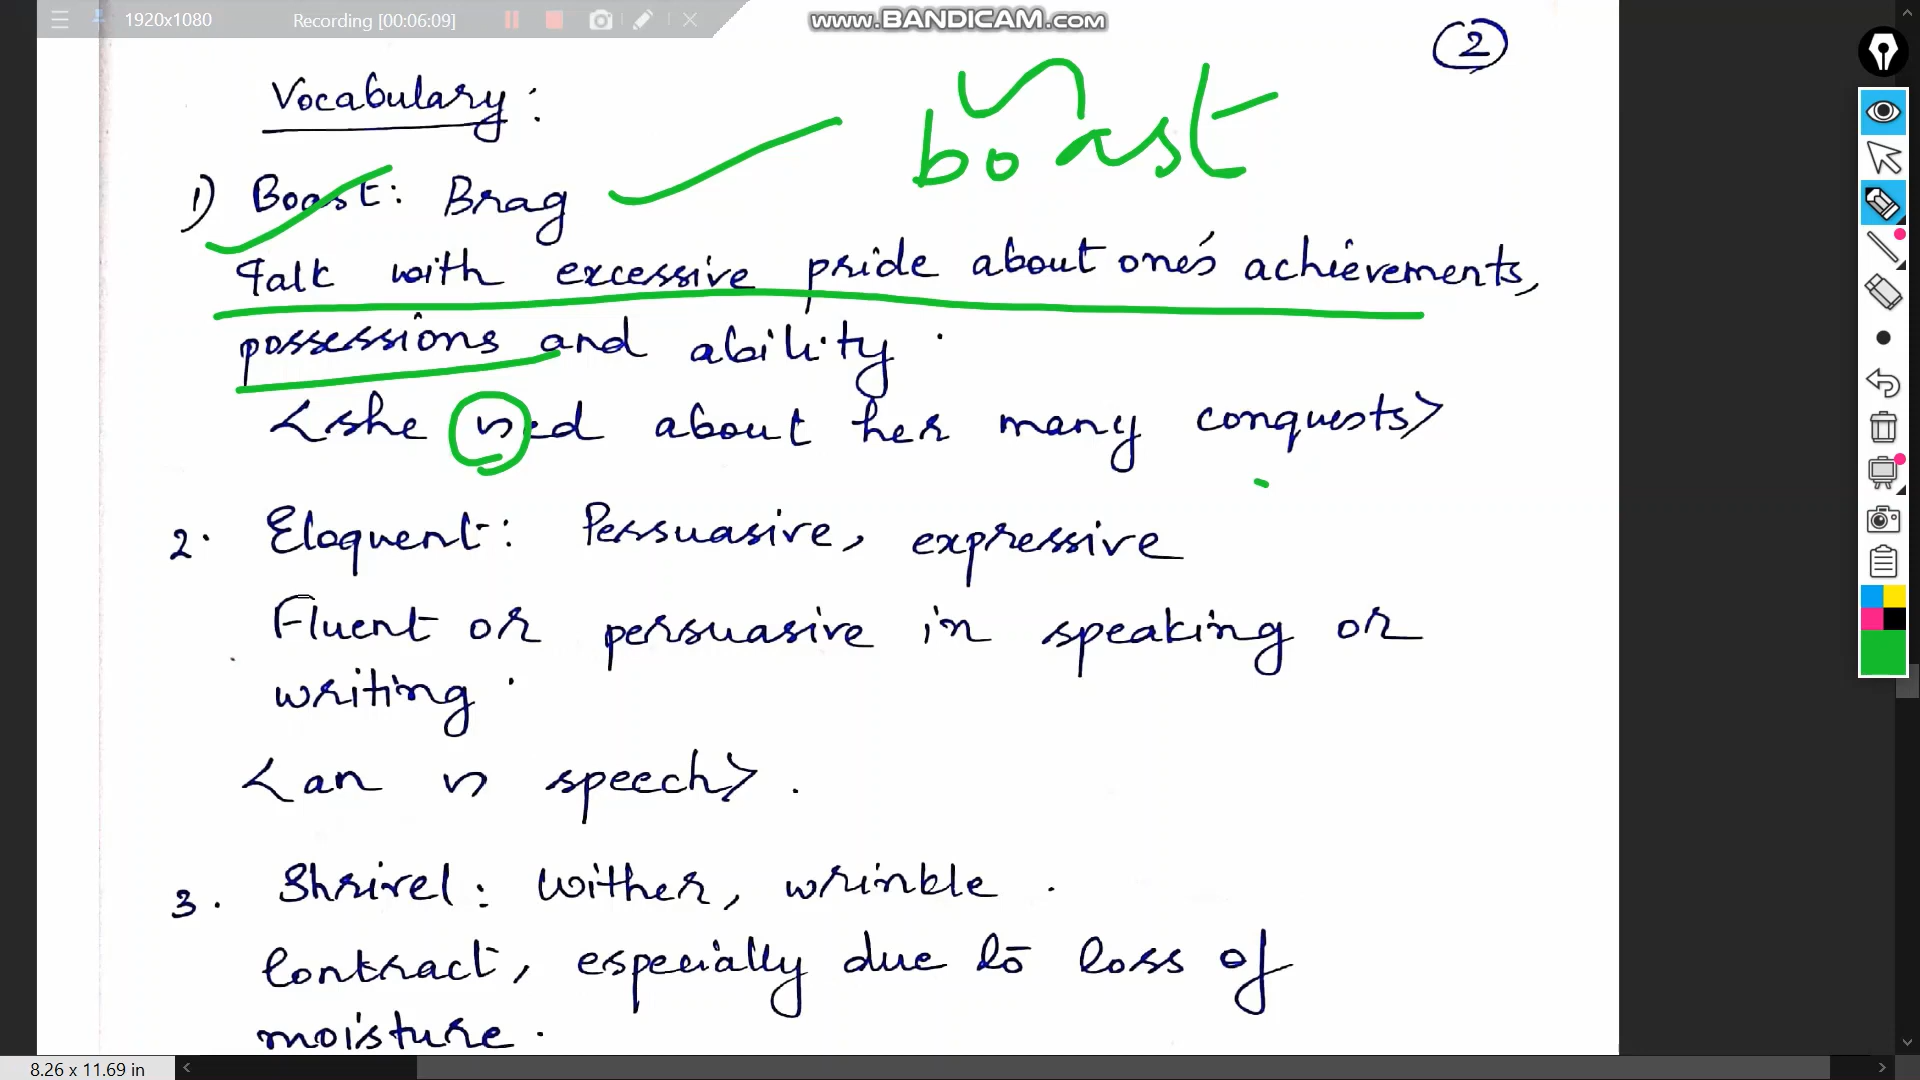 1920x1080
Recording [00:06:09]
www.BANDICAM.com
2
Vocabulary:
boast
1) Boast: Brag
Talk with excessive pride about one's achievements,
possessions and ability.
<she ~ed about her many conquests>
2. Eloquent: Persuasive, expressive
Fluent or persuasive in speaking or
writing.
<an ~ speech>.
3. Shrivel: Wither, wrinkle.
Contract, especially due to loss of
moisture.
8.26 x 11.69 in